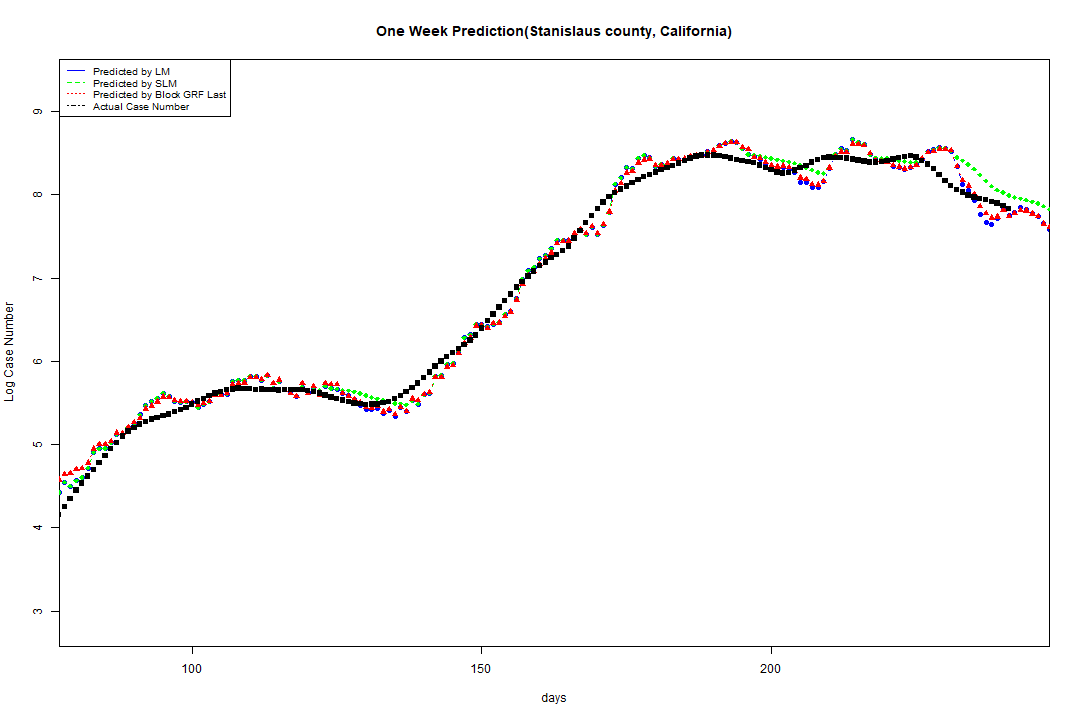 One Week Prediction(Stanislaus county, California)
Predicted by LM
Predicted by SLM
Predicted by Block GRF Last
Actual Case Number
9
8
7
6
5
4
3
Log Case Number
100 150 200
days